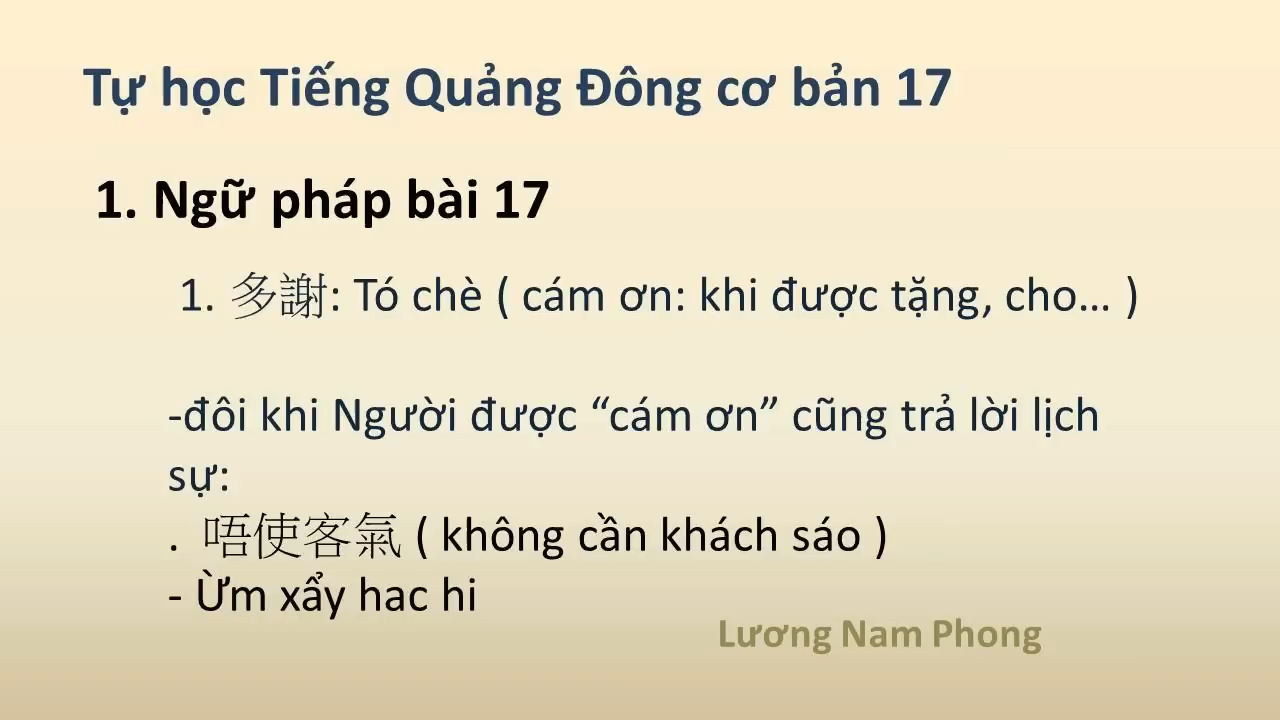 Tự học Tiếng Quảng Đông cơ bản 17
1. Ngữ pháp bài 17
1. 多謝: Tó chè ( cám ơn: khi được tặng, cho... )
-đôi khi Người được “cám ơn” cũng trả lời lịch
sự:
. 唔使客氣 ( không cần khách sáo )
- Ừm xẩy hac hi
Lương Nam Phong